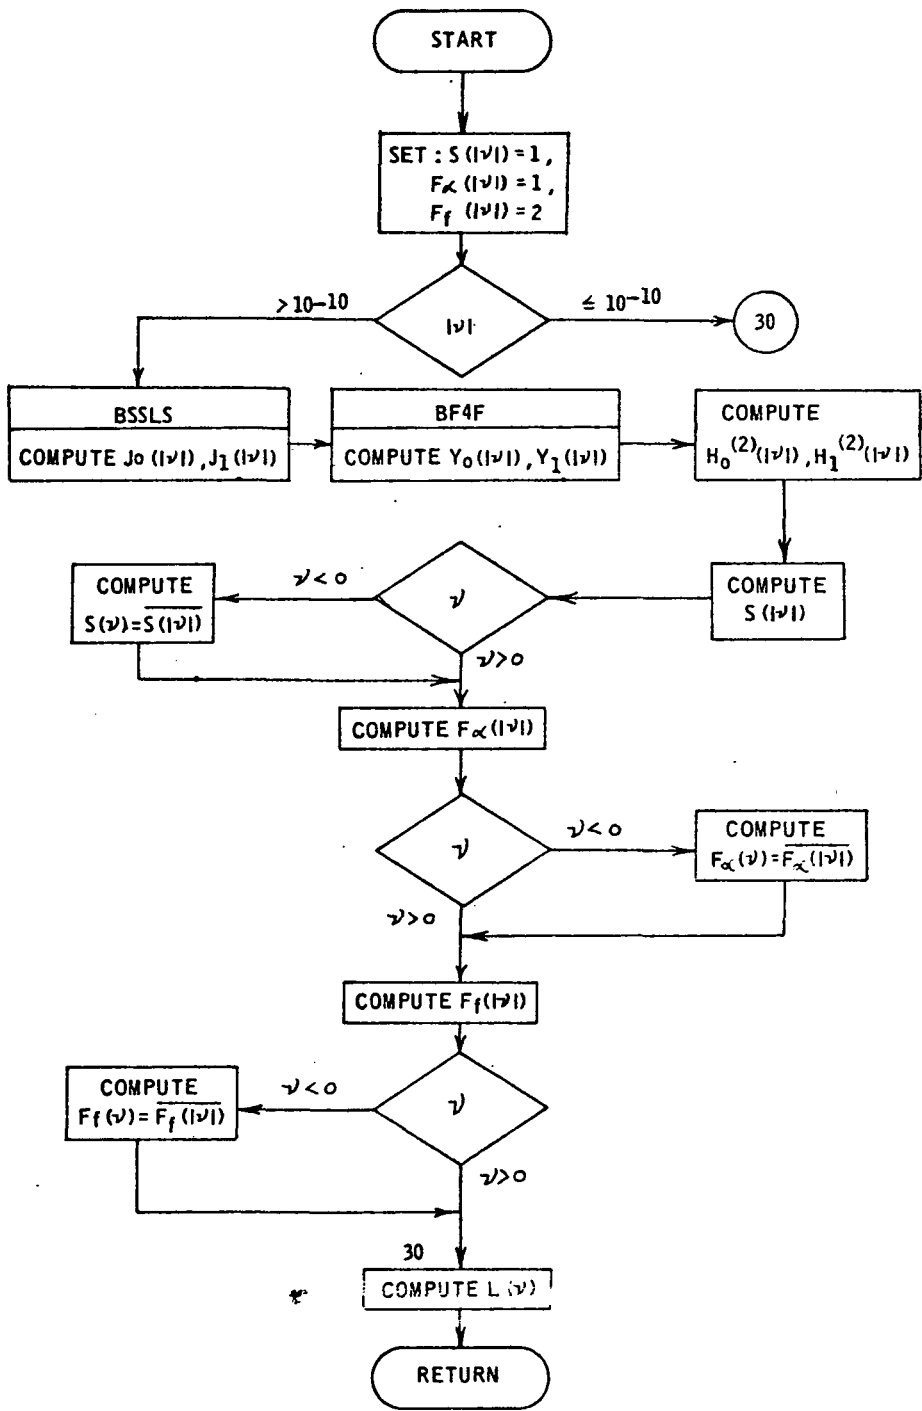 START
SET : S (|ν|) = 1 ,
Fα (|ν|) = 1 ,
Ff (|ν|) = 2
>10-10
|ν|
≤ 10-10
30
BSSLS
COMPUTE Jo (|ν|) , J1 (|ν|)
BF4F
COMPUTE Yo (|ν|) , Y1 (|ν|)
COMPUTE
Ho(2) (|ν|) , H1(2) (|ν|)
COMPUTE
S (|ν|)
ν
ν < 0
COMPUTE
S(ν) = S(|ν|)
ν > 0
COMPUTE Fα (|ν|)
ν
ν < 0
COMPUTE
Fα (ν) = Fα (|ν|)
ν > 0
COMPUTE Ff (|ν|)
ν
ν < 0
COMPUTE
Ff (ν) = Ff (|ν|)
ν > 0
30
COMPUTE L (ν)
RETURN